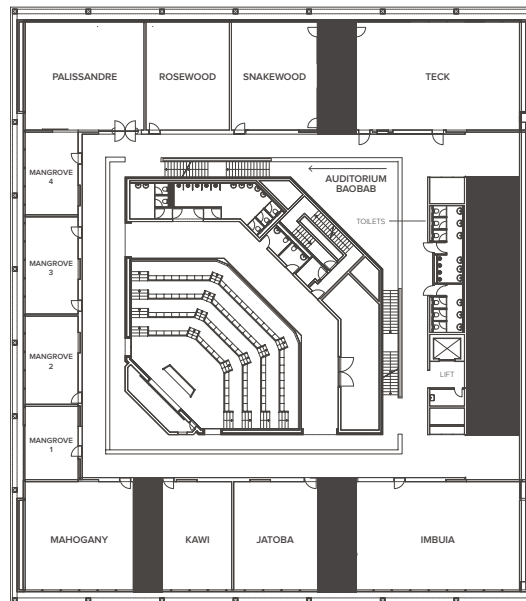 PALISSANDRE
ROSEWOOD
SNAKEWOOD
TECK
MANGROVE
4
AUDITORIUM
BAOBAB
TOILETS
MANGROVE
3
MANGROVE
2
LIFT
MANGROVE
1
MAHOGANY
KAWI
JATOBA
IMBUIA